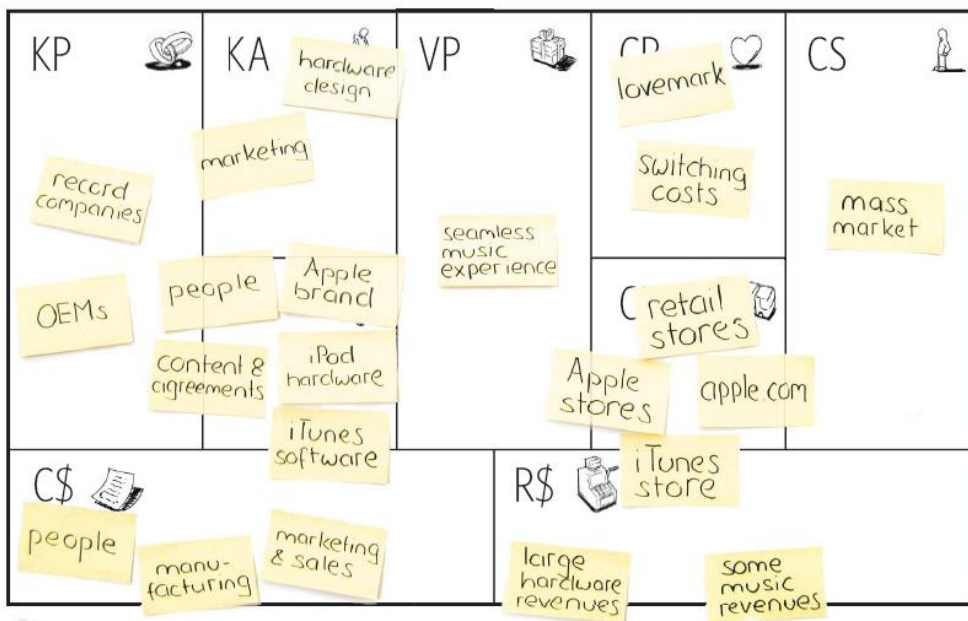 KP
record
companies
OEMs
KA
hardware
design
marketing
people
Apple
brand
content &
agreements
iPod
hardware
iTunes
software
VP
seamless
music
experience
CR
lovemark
switching
costs
C
retail
stores
Apple
stores
apple.com
iTunes
store
CS
mass
market
C$
people
manu-
facturing
marketing
& sales
R$
large
hardware
revenues
some
music
revenues